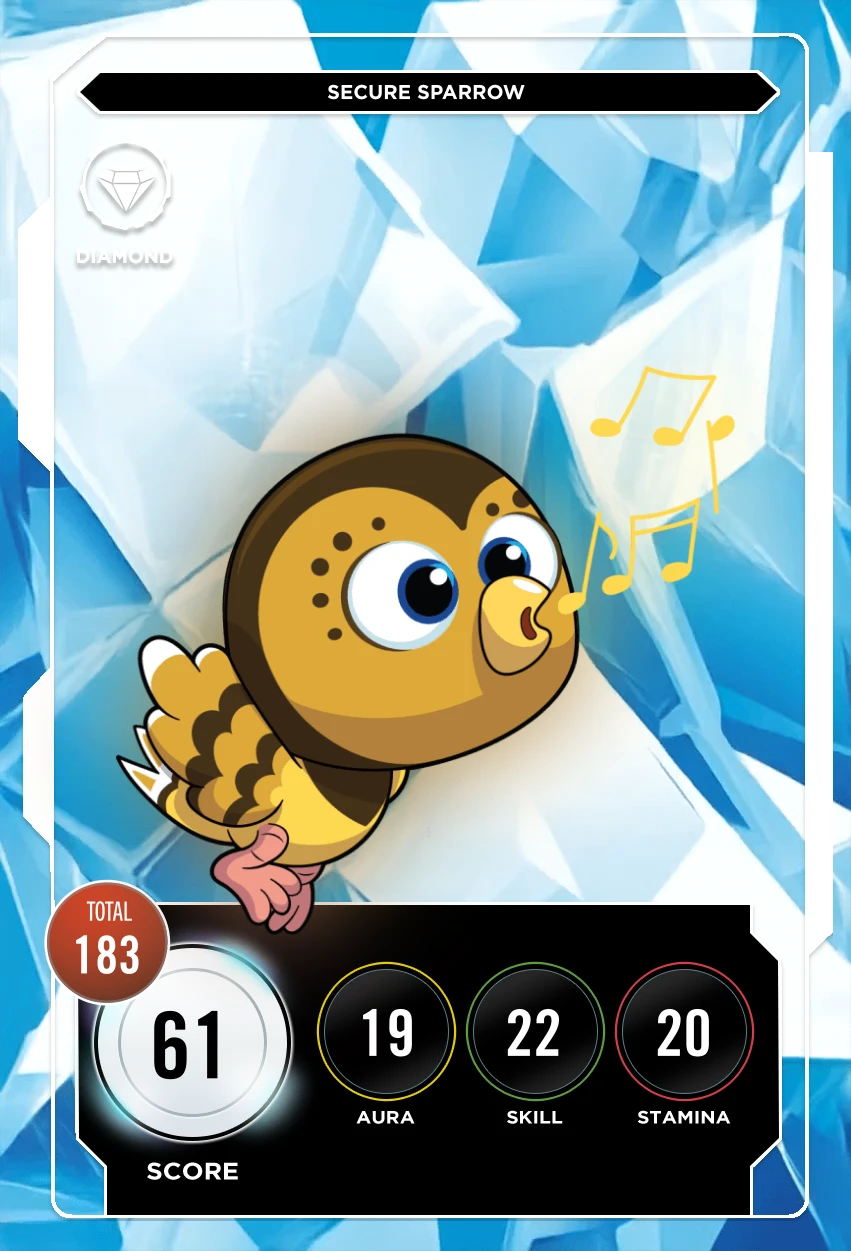 SECURE SPARROW
DIAMOND
TOTAL
183
61
SCORE
19
AURA
22
SKILL
20
STAMINA